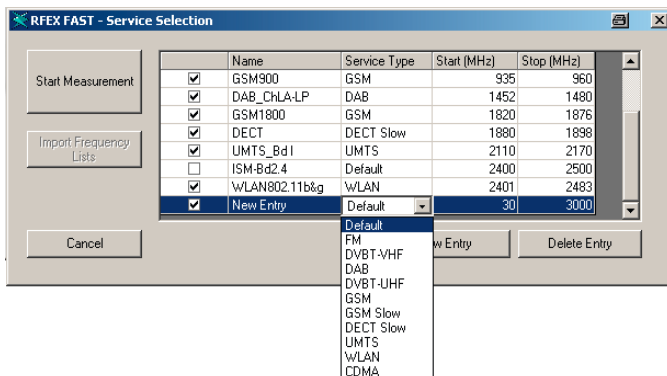 RFEX FAST - Service Selection
Start Measurement
Import Frequency
Lists
Cancel
Name Service Type Start (MHz) Stop (MHz)
GSM900 GSM 935 960
DAB_ChLA-LP DAB 1452 1480
GSM1800 GSM 1820 1876
DECT DECT Slow 1880 1898
UMTS_Bd I UMTS 2110 2170
ISM-Bd2.4 Default 2400 2500
WLAN802.11b&g WLAN 2401 2483
New Entry Default 30 3000
Default
FM
DVBT-VHF
DAB
DVBT-UHF
GSM
GSM Slow
DECT Slow
UMTS
WLAN
CDMA
w Entry
Delete Entry